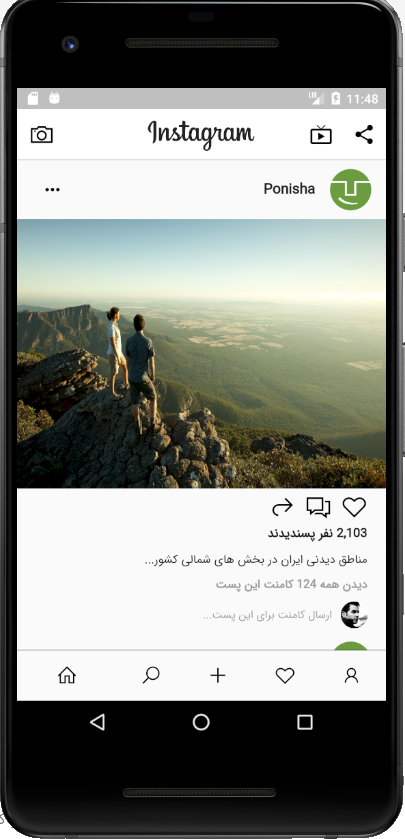 LTE 11:48
Instagram
Ponisha
2,103 نفر پسندیدند
مناطق دیدنی ایران در بخش های شمالی کشور...
دیدن همه 124 کامنت این پست
ارسال کامنت برای این پست...